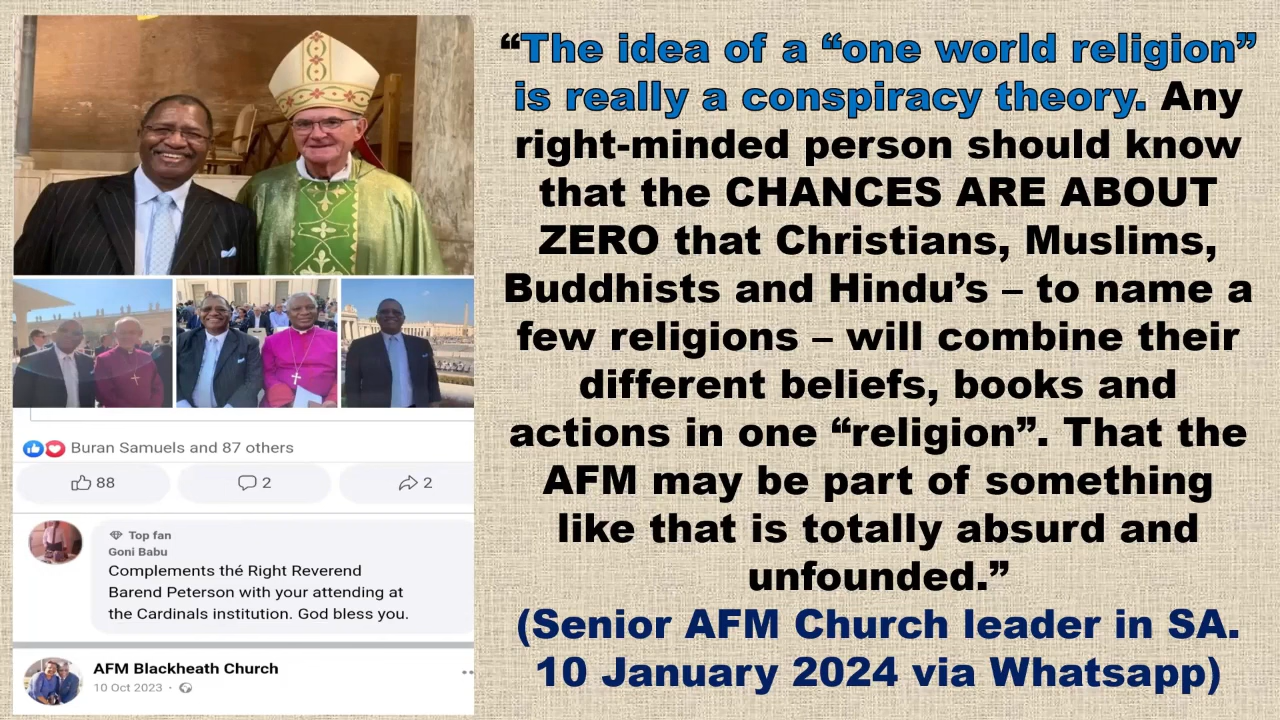 Buran Samuels and 87 others
88
2
2
Top fan
Goni Babu
Complements thé Right Reverend
Barend Peterson with your attending at
the Cardinals institution. God bless you.
AFM Blackheath Church
10 Oct 2023 ·
“The idea of a “one world religion”
is really a conspiracy theory. Any
right-minded person should know
that the CHANCES ARE ABOUT
ZERO that Christians, Muslims,
Buddhists and Hindu’s – to name a
few religions – will combine their
different beliefs, books and
actions in one “religion”. That the
AFM may be part of something
like that is totally absurd and
unfounded.”
(Senior AFM Church leader in SA.
10 January 2024 via Whatsapp)